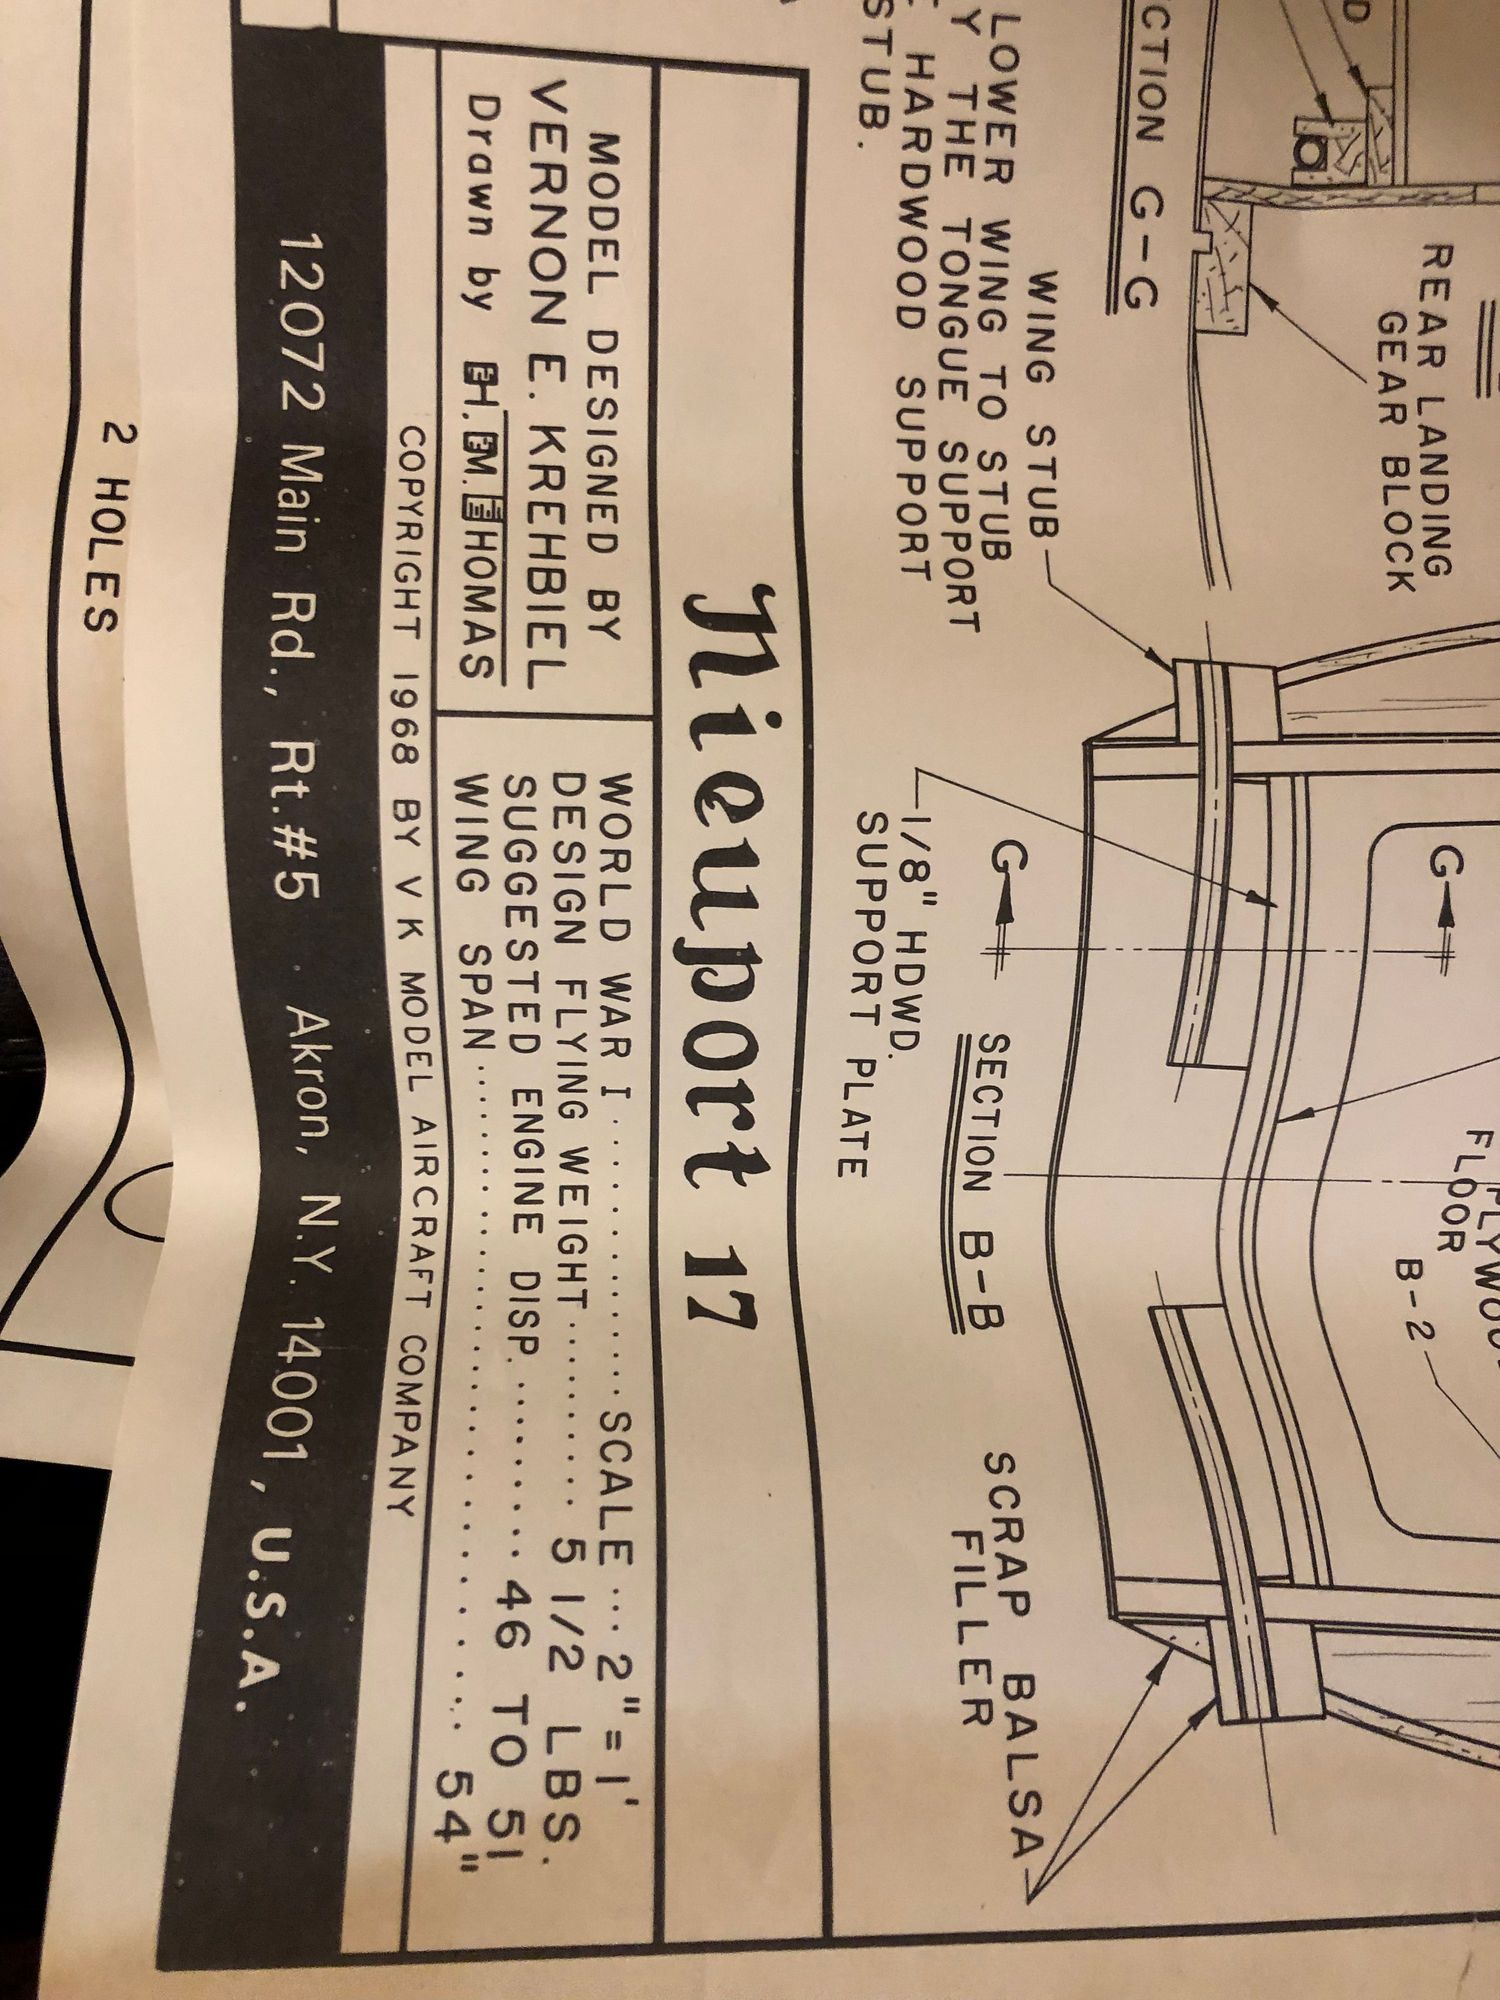 CTION G-G
REAR LANDING
GEAR BLOCK
WING STUB
LOWER WING TO STUB
Y THE TONGUE SUPPORT
HARDWOOD SUPPORT
STUB.
G
G
1/8" HDWD.
SUPPORT PLATE
SECTION B-B
FLOOR
B-2
SCRAP BALSA
FILLER
Nieuport 17
MODEL DESIGNED BY
VERNON E. KREHBIEL
Drawn by H. M. THOMAS
WORLD WAR I ............... SCALE ... 2" = 1'
DESIGN FLYING WEIGHT ......... 5 1/2 LBS.
SUGGESTED ENGINE DISP. ......... 46 TO 51
WING SPAN ........................ 54"
COPYRIGHT 1968 BY V K MODEL AIRCRAFT COMPANY
12072 Main Rd., Rt.#5 Akron, N.Y. 14001, U.S.A.
2 HOLES